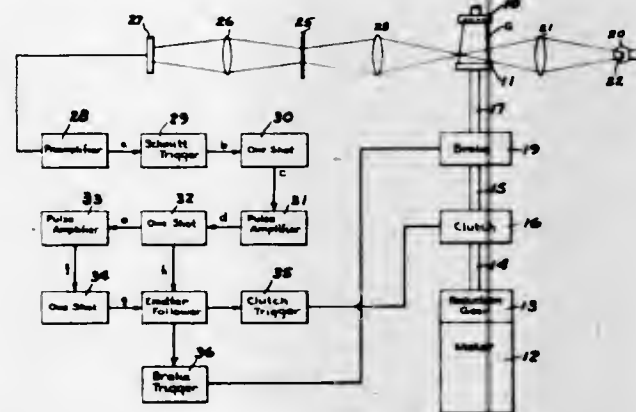 10
27
26
25
23
G
21
20
22
11
17
28
29
30
Preamplifier
a
Schmitt
Trigger
b
One Shot
Brake
19
c
15
33
32
31
Pulse
Amplifier
e
One Shot
d
Pulse
Amplifier
Clutch
16
f
h
14
34
35
One Shot
g
Emitter
Follower
Clutch
Trigger
Reduction
Gear
13
36
Motor
12
Brake
Trigger